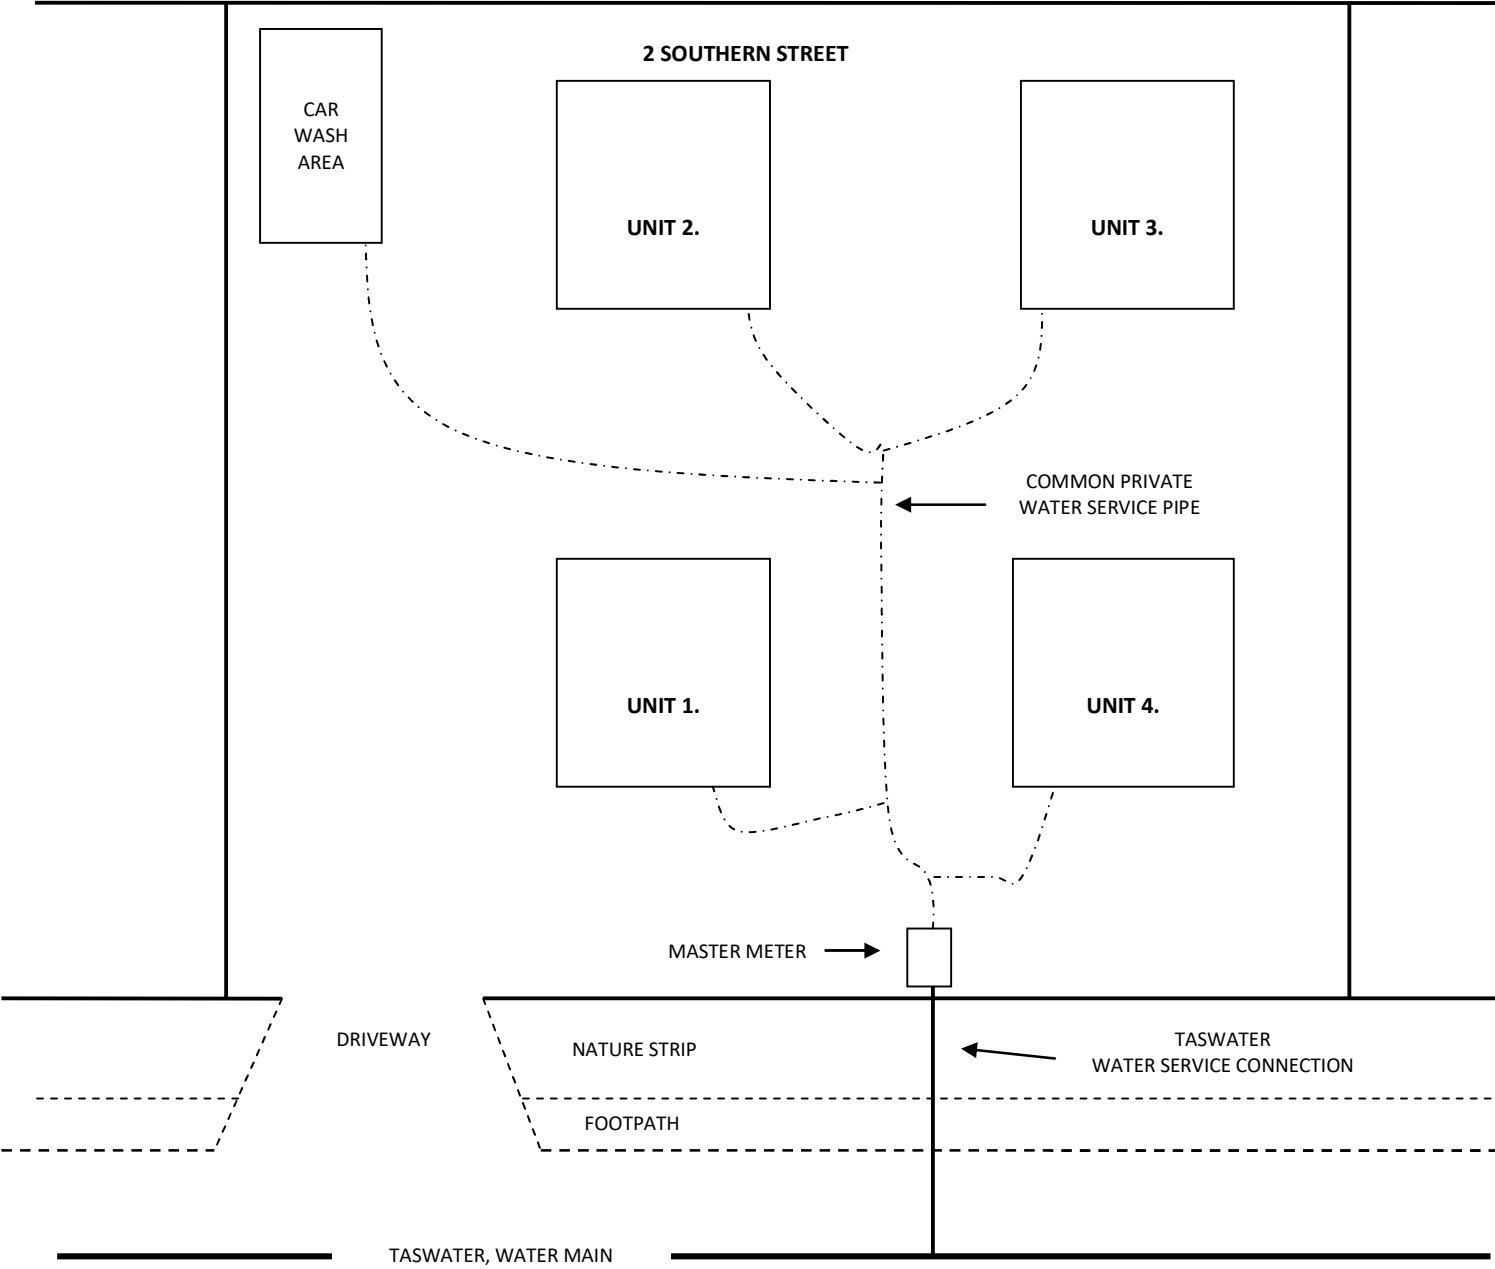 2 SOUTHERN STREET
CAR
WASH
AREA
UNIT 2.
UNIT 3.
COMMON PRIVATE
WATER SERVICE PIPE
UNIT 1.
UNIT 4.
MASTER METER
DRIVEWAY
NATURE STRIP
TASWATER
WATER SERVICE CONNECTION
FOOTPATH
TASWATER, WATER MAIN